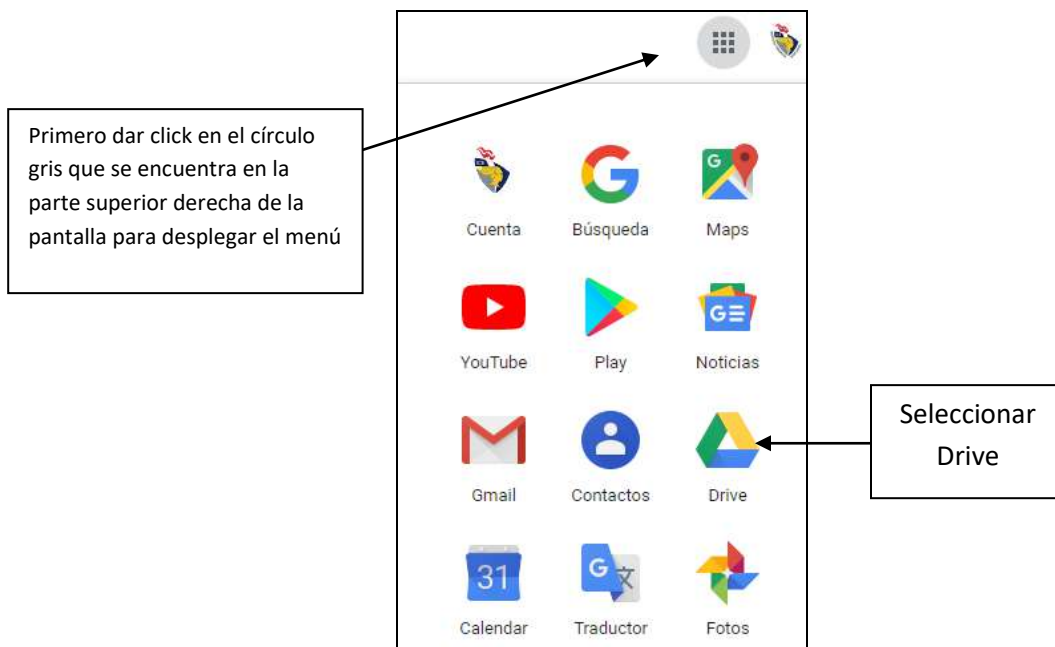 Primero dar click en el círculo
gris que se encuentra en la
parte superior derecha de la
pantalla para desplegar el menú
Cuenta
G
Búsqueda
G
Maps
YouTube
Play
G
Noticias
Gmail
Contactos
Drive
Seleccionar
Drive
31
Calendar
G 文
Traductor
Fotos